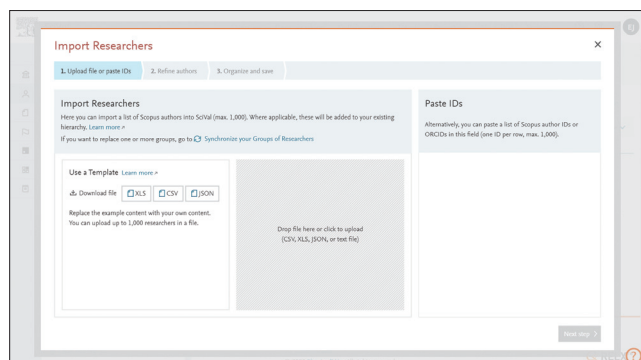 Import Researchers
1. Upload file or paste IDs
2. Refine authors
3. Organize and save
Import Researchers
Here you can import a list of Scopus authors into SciVal (max. 1,000). Where applicable, these will be added to your existing
hierarchy. Learn more
If you want to replace one or more groups, go to Synchronize your Groups of Researchers
Use a Template Learn more
Download file XLS CSV JSON
Replace the example content with your own content.
You can upload up to 1,000 researchers in a file.
Drop file here or click to upload
(CSV, XLS, JSON, or text file)
Paste IDs
Alternatively, you can paste a list of Scopus author IDs or
ORCIDs in this field (one ID per row, max. 1,000).
Next step